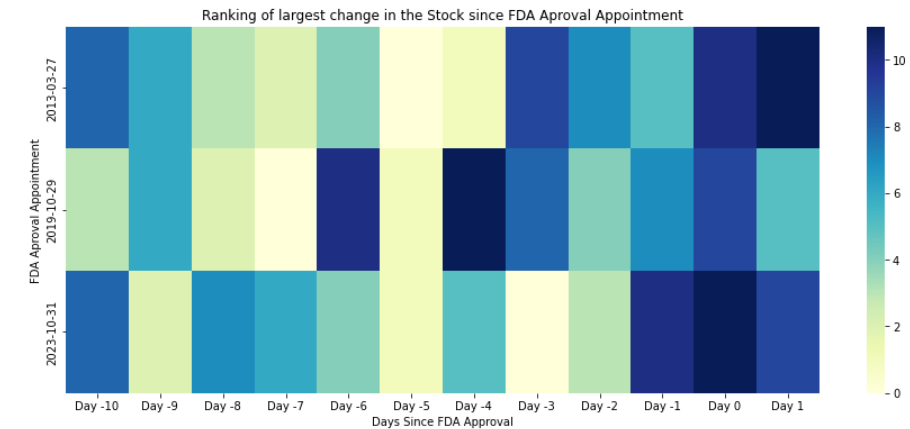 Ranking of largest change in the Stock since FDA Aproval Appointment
FDA Aproval Appointment
2013-03-27
2019-10-29
2023-10-31
Day -10 Day -9 Day -8 Day -7 Day -6 Day -5 Day -4 Day -3 Day -2 Day -1 Day 0 Day 1
Days Since FDA Approval
10
8
6
4
2
0